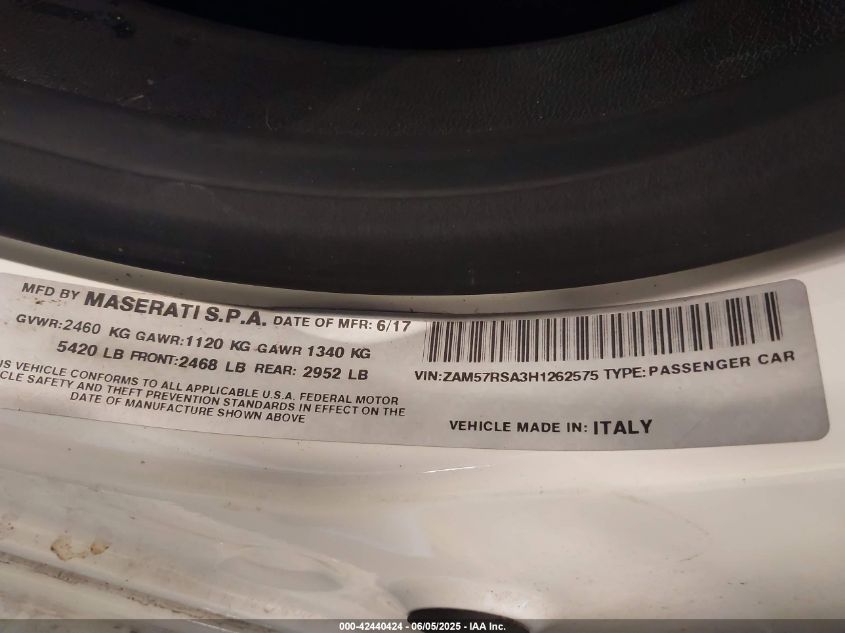 MFD BY MASERATI S.P.A. DATE OF MFR: 6/17
GVWR:2460 KG GAWR:1120 KG GAWR 1340 KG
5420 LB FRONT:2468 LB REAR: 2952 LB
VEHICLE CONFORMS TO ALL APPLICABLE U.S.A. FEDERAL MOTOR
SAFETY AND THEFT PREVENTION STANDARDS IN EFFECT ON THE
DATE OF MANUFACTURE SHOWN ABOVE
VIN:ZAM57RSA3H1262575 TYPE:PASSENGER CAR
VEHICLE MADE IN: ITALY
000-42440424 - 06/05/2025 - IAA Inc.